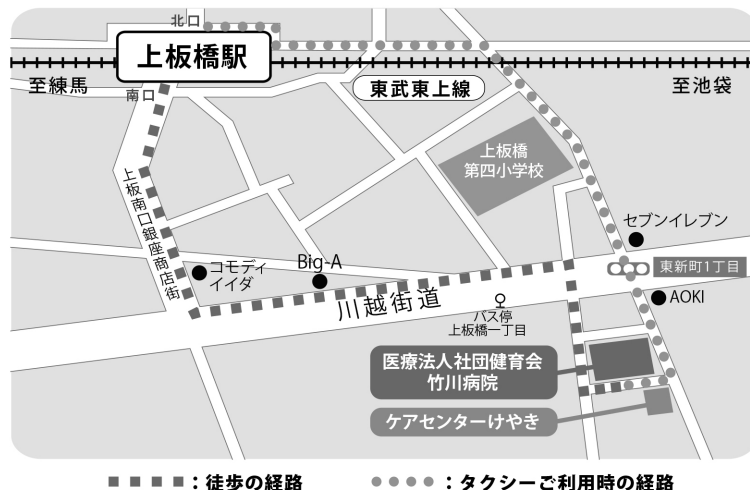 北口
上板橋駅
至練馬
南口
東武東上線
至池袋
上板橋
第四小学校
上板南口銀座商店街
セブンイレブン
コモディ
イイダ
Big-A
東新町1丁目
川越街道
AOKI
バス停
上板橋一丁目
医療法人社団健育会
竹川病院
ケアセンターけやき
：徒歩の経路
：タクシーご利用時の経路